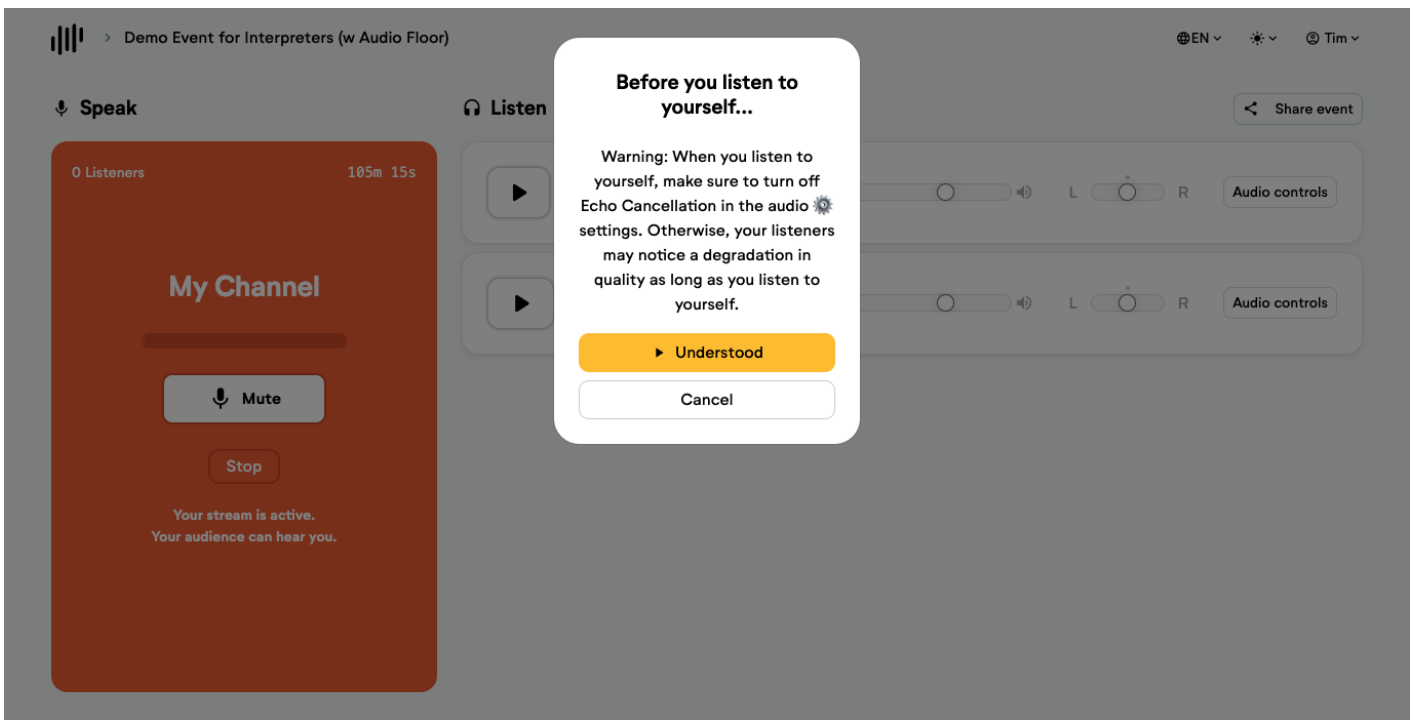 Demo Event for Interpreters (w Audio Floor)
EN
Tim
Speak
Listen
Share event
0 Listeners
105m 15s
My Channel
Mute
Stop
Your stream is active.
Your audience can hear you.
L
R
Audio controls
L
R
Audio controls
Before you listen to
yourself...
Warning: When you listen to
yourself, make sure to turn off
Echo Cancellation in the audio ⚙️
settings. Otherwise, your listeners
may notice a degradation in
quality as long as you listen to
yourself.
Understood
Cancel